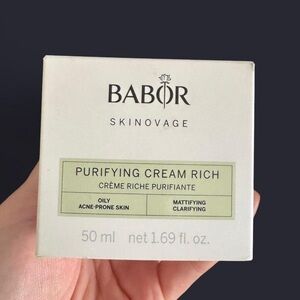 BABOR
SKINOVAGE
PURIFYING CREAM RICH
CRÈME RICHE PURIFIANTE
OILY
ACNE-PRONE SKIN
MATTIFYING
CLARIFYING
50 ml net 1.69 fl. oz.